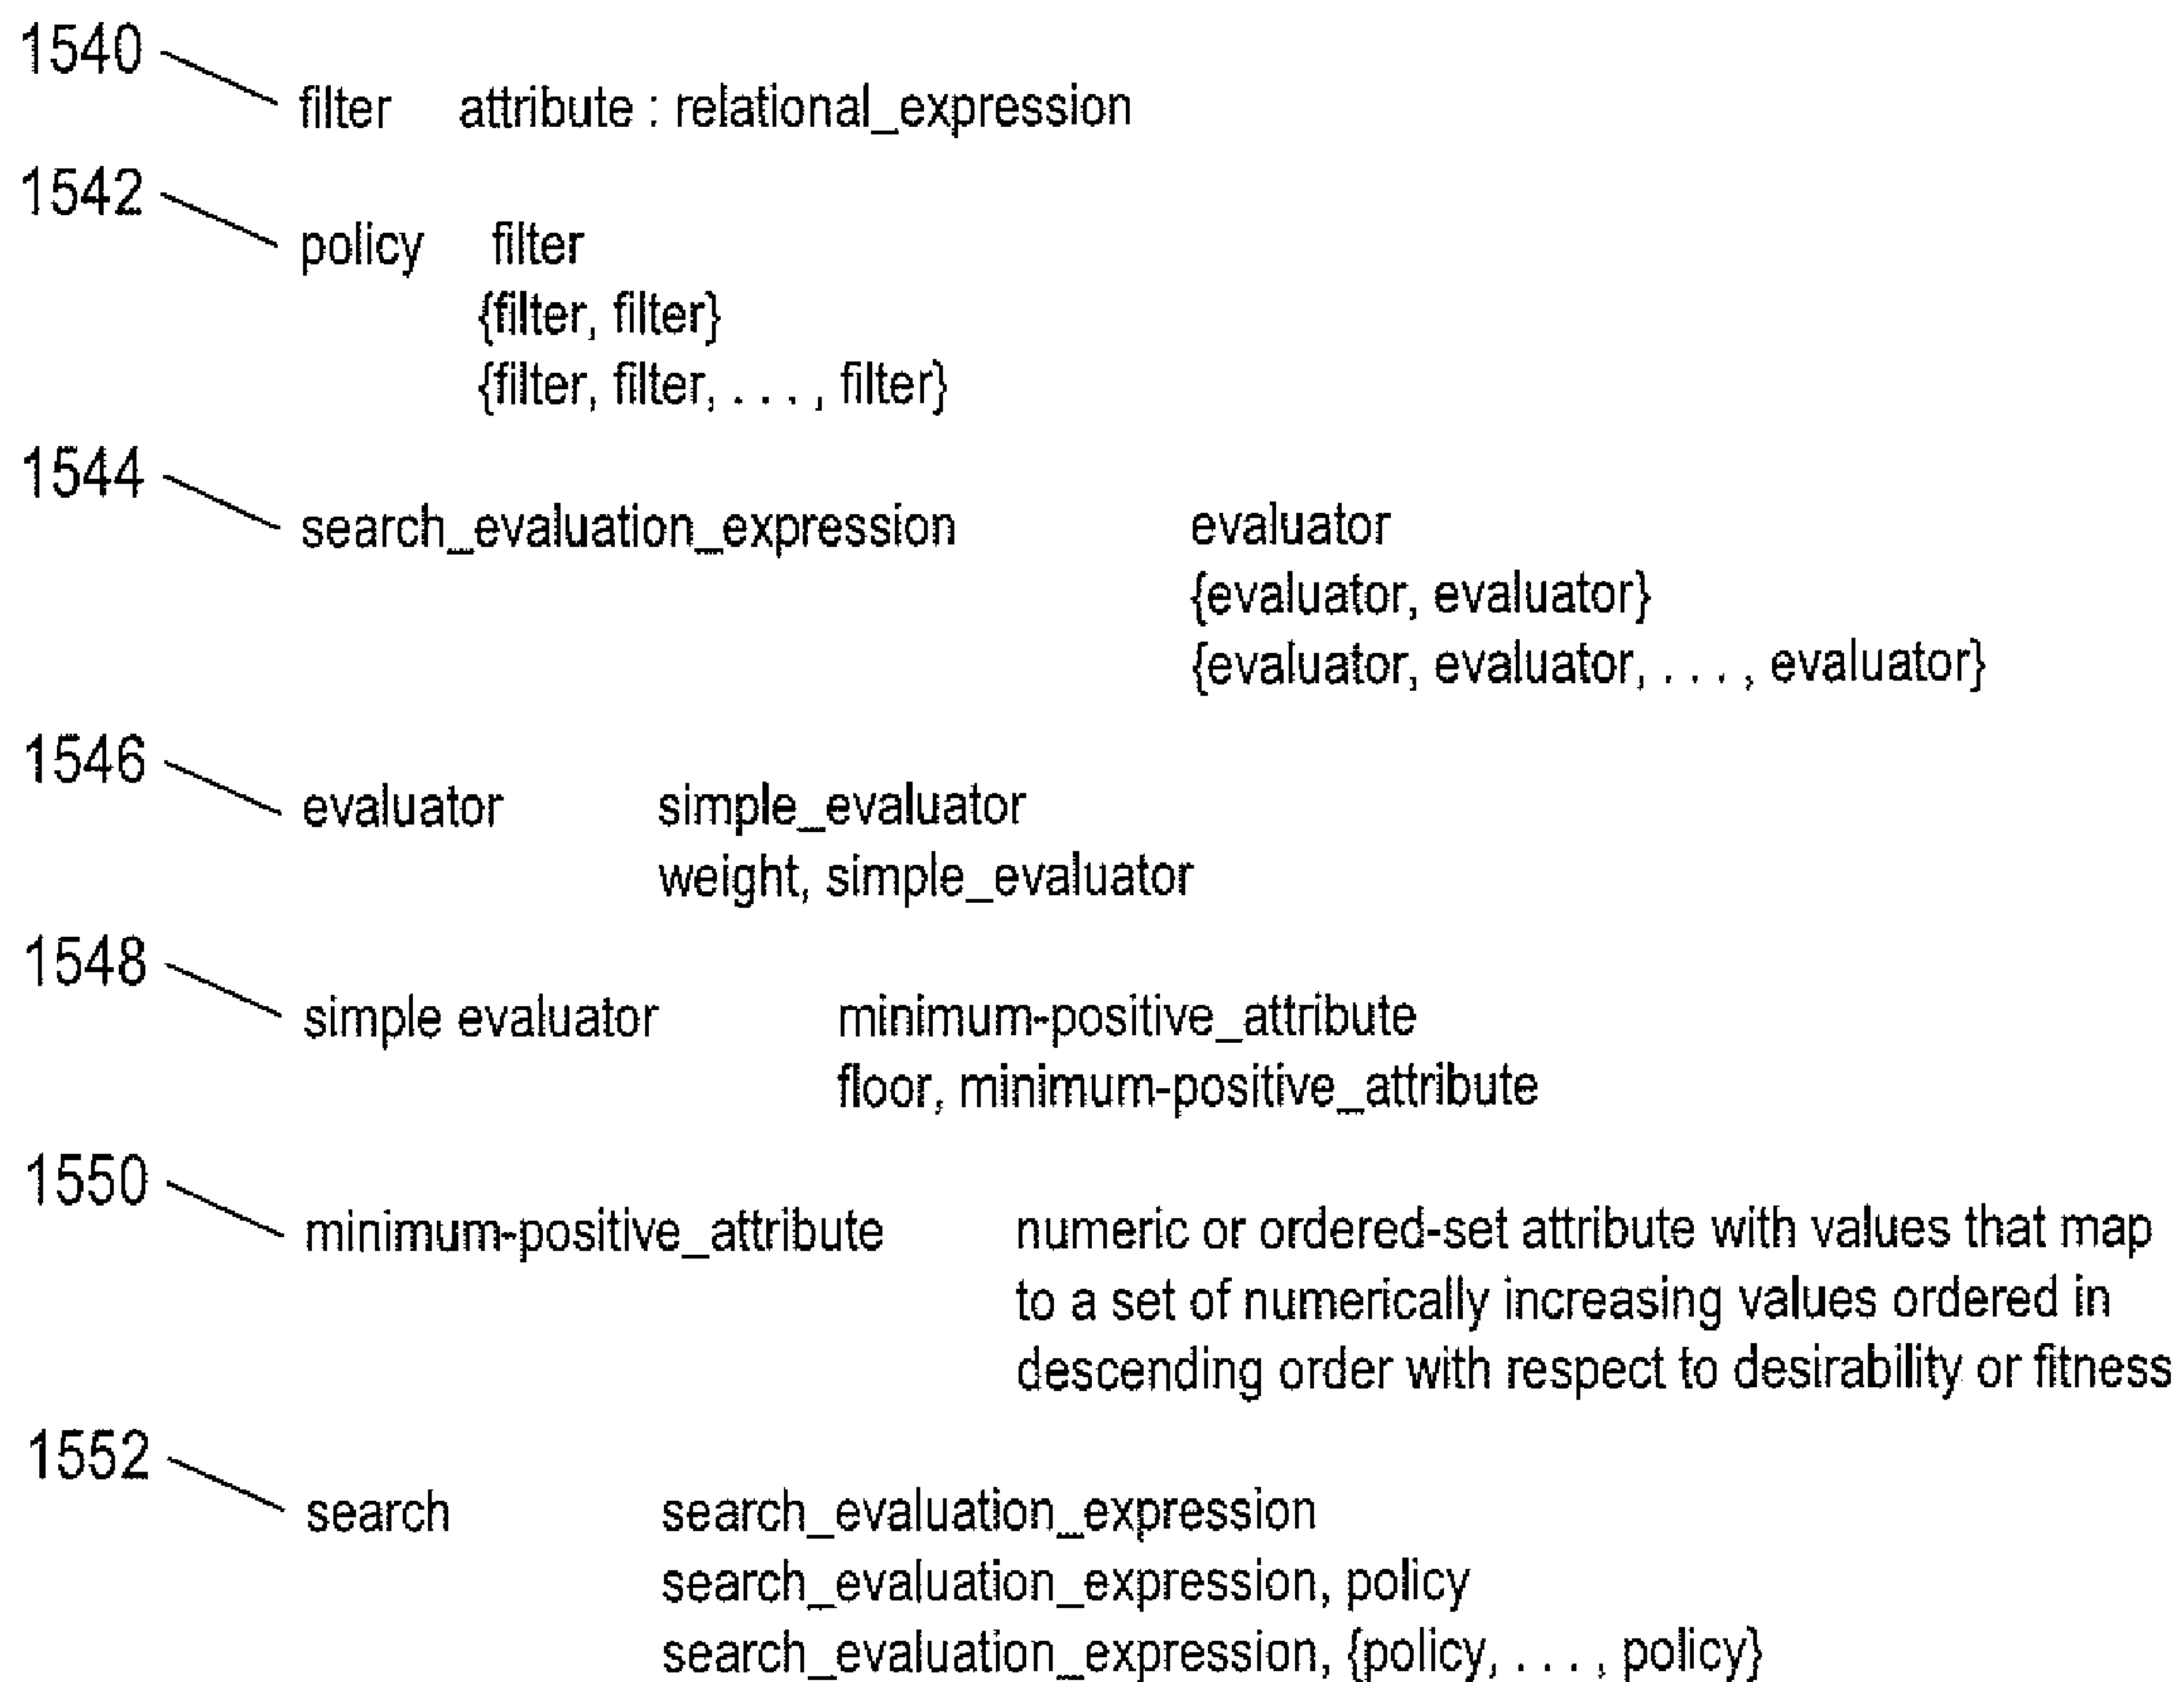 1540
filter attribute : relational_expression
1542
policy filter
{filter, filter}
{filter, filter, . . . , filter}
1544
search_evaluation_expression evaluator
{evaluator, evaluator}
{evaluator, evaluator, . . . , evaluator}
1546
evaluator simple_evaluator
weight, simple_evaluator
1548
simple evaluator minimum-positive_attribute
floor, minimum-positive_attribute
1550
minimum-positive_attribute numeric or ordered-set attribute with values that map
to a set of numerically increasing values ordered in
descending order with respect to desirability or fitness
1552
search search_evaluation_expression
search_evaluation_expression, policy
search_evaluation_expression, {policy, . . . , policy}